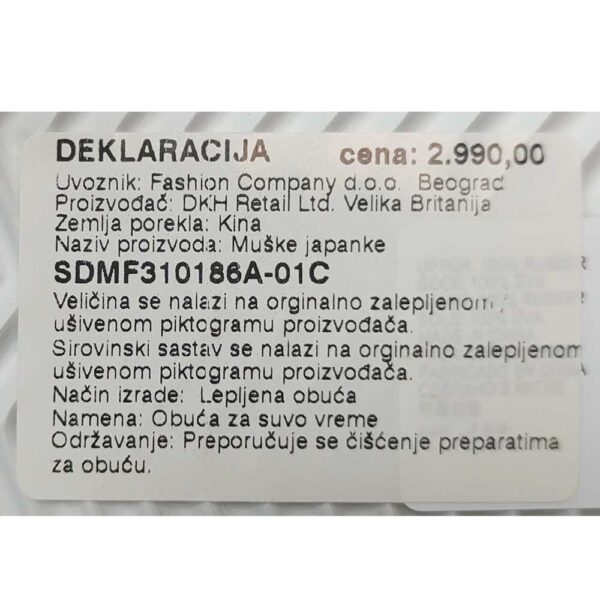 DEKLARACIJA cena: 2.990,00
Uvoznik: Fashion Company d.o.o. Beograd
Proizvođač: DKH Retail Ltd. Velika Britanija
Zemlja porekla: Kina
Naziv proizvoda: Muške japanke
SDMF310186A-01C
Veličina se nalazi na orginalno zalepljenom /
ušivenom piktogramu proizvođača.
Sirovinski sastav se nalazi na orginalno zalepljenom
ušivenom piktogramu proizvođača.
Način izrade: Lepljena obuća
Namena: Obuća za suvo vreme
Održavanje: Preporučuje se čišćenje preparatima
za obuću.